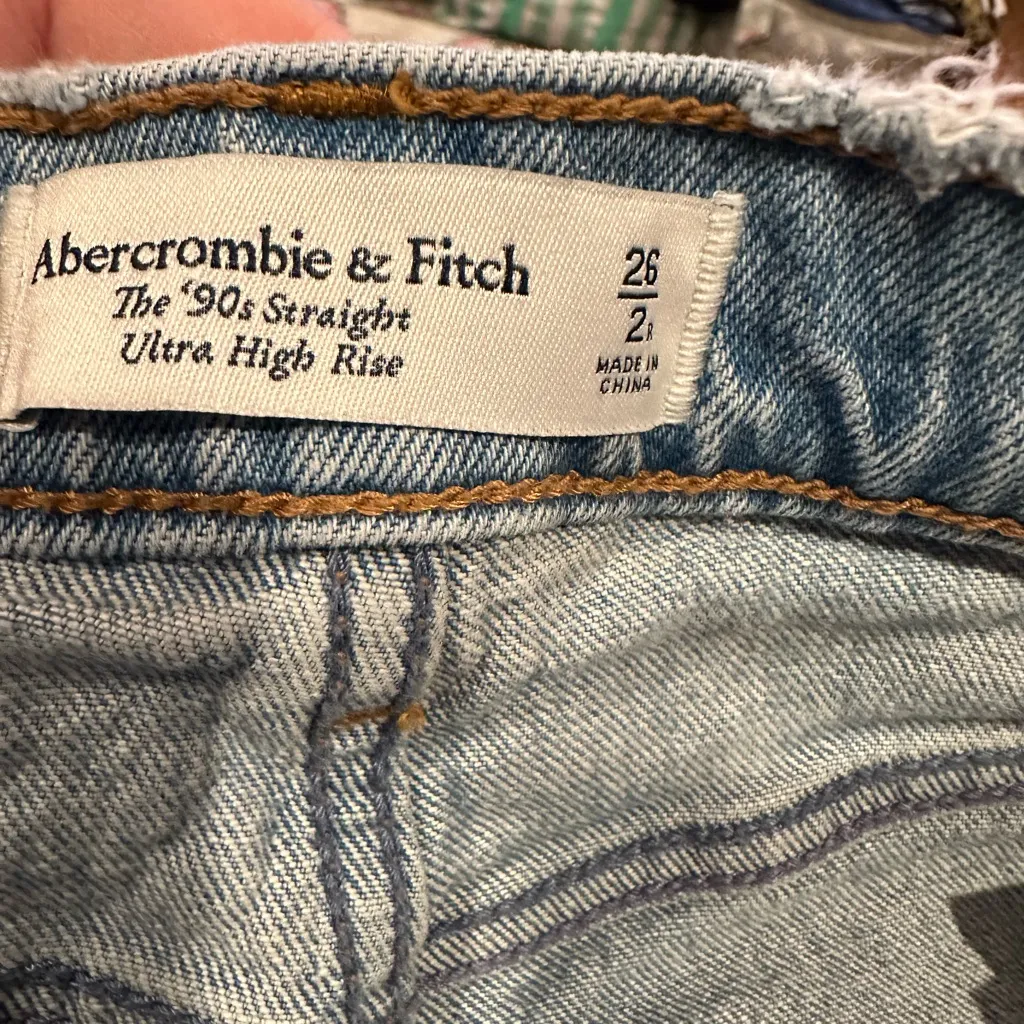 Abercrombie & Fitch
The '90s Straight
Ultra High Rise
26
2R
MADE IN
CHINA